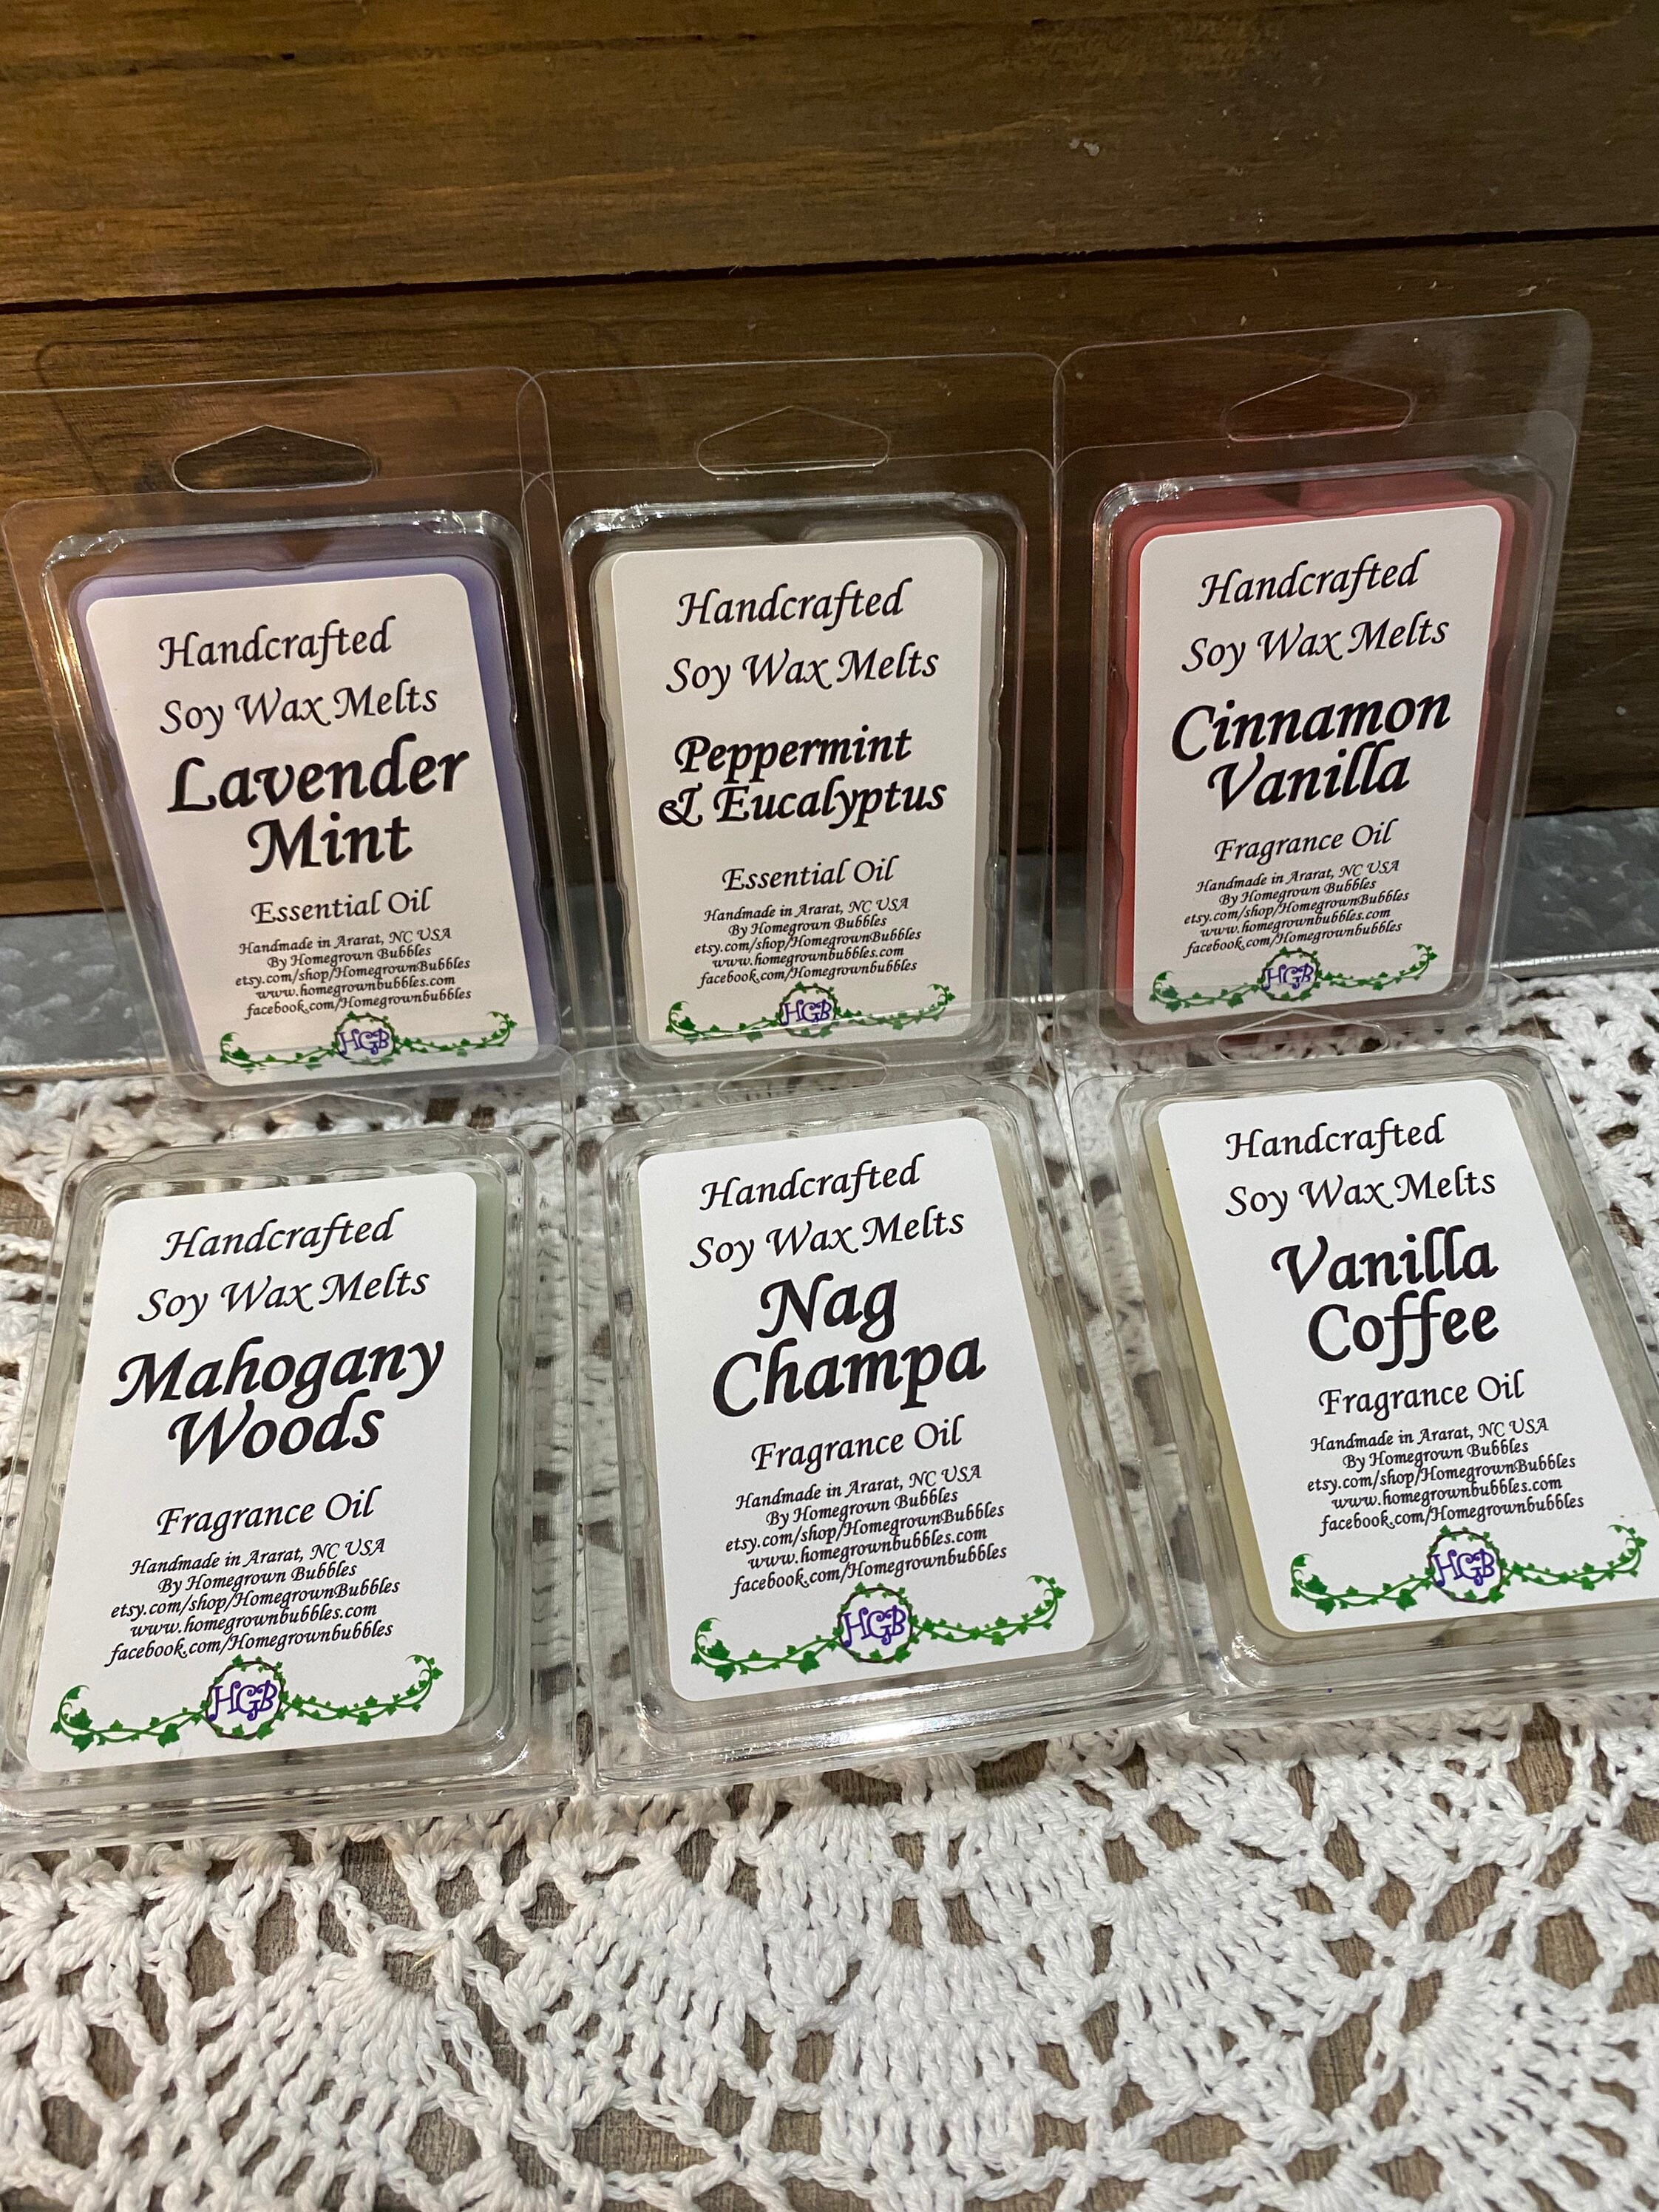 Handcrafted
Soy Wax Melts
Lavender
Mint
Essential Oil
Handmade in Ararat, NC USA
By Homegrown Bubbles
etsy.com/shop/HomegrownBubbles
www.homegrownbubbles.com
facebook.com/Homegrownbubbles
HGB
Handcrafted
Soy Wax Melts
Peppermint
& Eucalyptus
Essential Oil
Handmade in Ararat, NC USA
By Homegrown Bubbles
etsy.com/shop/HomegrownBubbles
www.homegrownbubbles.com
facebook.com/Homegrownbubbles
HGB
Handcrafted
Soy Wax Melts
Cinnamon
Vanilla
Fragrance Oil
Handmade in Ararat, NC USA
By Homegrown Bubbles
etsy.com/shop/HomegrownBubbles
www.homegrownbubbles.com
facebook.com/Homegrownbubbles
HGB
Handcrafted
Soy Wax Melts
Mahogany
Woods
Fragrance Oil
Handmade in Ararat, NC USA
By Homegrown Bubbles
etsy.com/shop/HomegrownBubbles
www.homegrownbubbles.com
facebook.com/Homegrownbubbles
HGB
Handcrafted
Soy Wax Melts
Nag
Champa
Fragrance Oil
Handmade in Ararat, NC USA
By Homegrown Bubbles
etsy.com/shop/HomegrownBubbles
www.homegrownbubbles.com
facebook.com/Homegrownbubbles
HGB
Handcrafted
Soy Wax Melts
Vanilla
Coffee
Fragrance Oil
Handmade in Ararat, NC USA
By Homegrown Bubbles
etsy.com/shop/HomegrownBubbles
www.homegrownbubbles.com
facebook.com/Homegrownbubbles
HGB